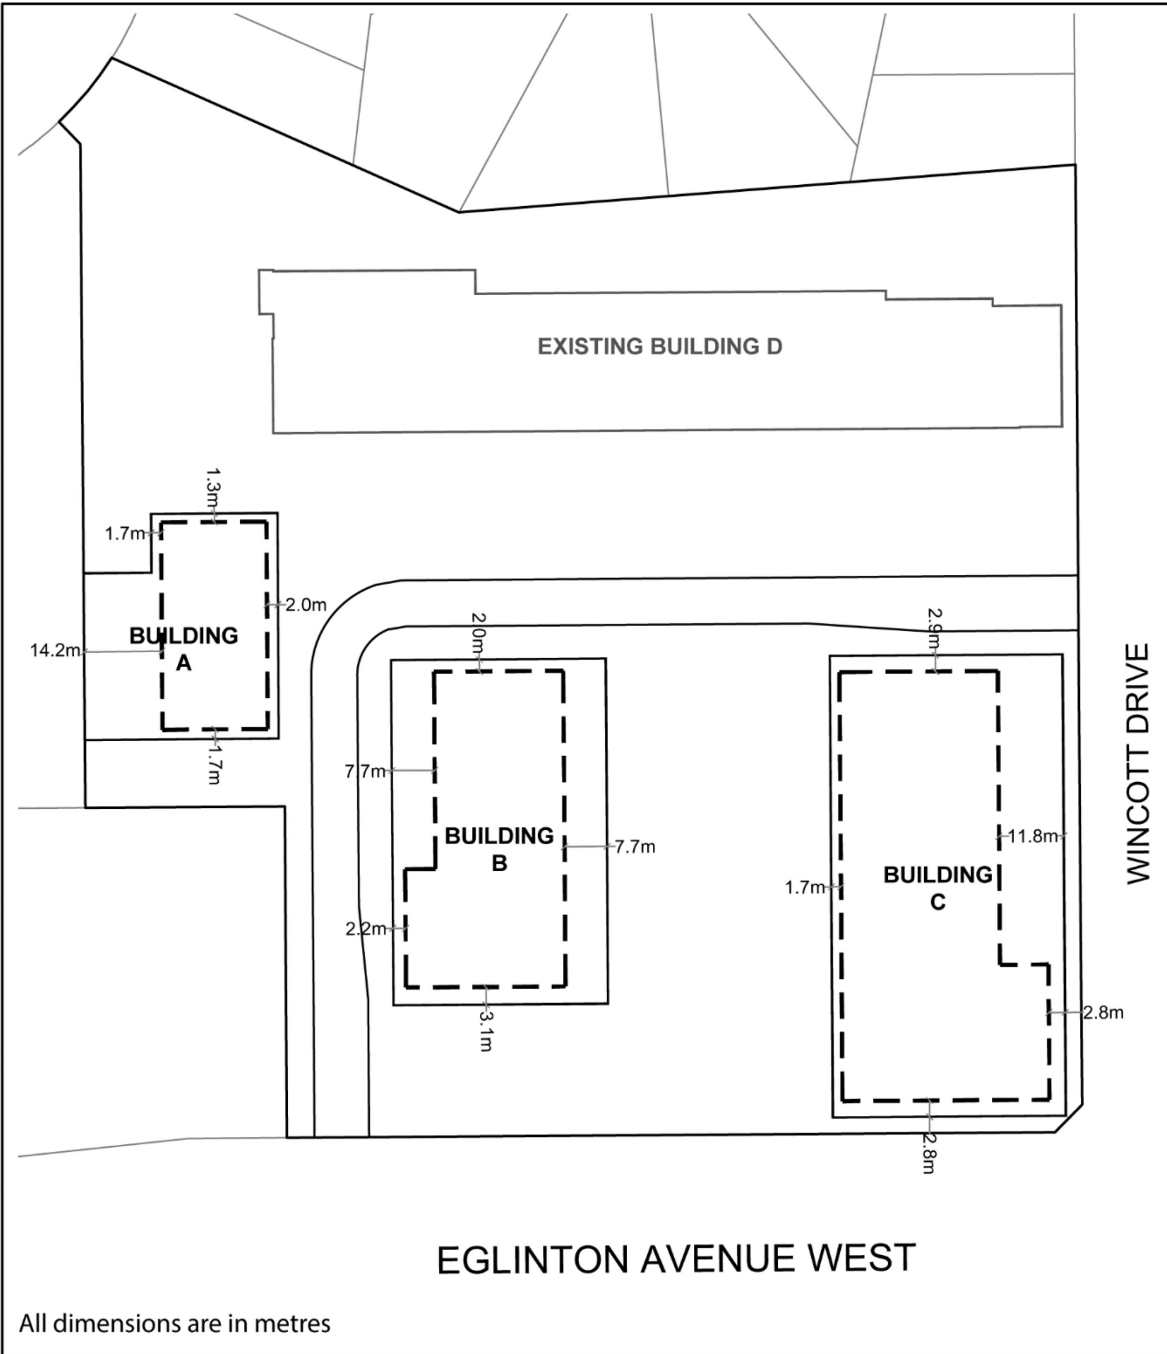 EXISTING BUILDING D
1.3m
1.7m
2.0m
BUILDING
A
14.2m
1.7m
2.0m
7.7m
BUILDING
B
7.7m
2.2m
3.1m
2.9m
11.8m
1.7m
BUILDING
C
2.8m
2.8m
WINCOTT DRIVE
EGLINTON AVENUE WEST
All dimensions are in metres